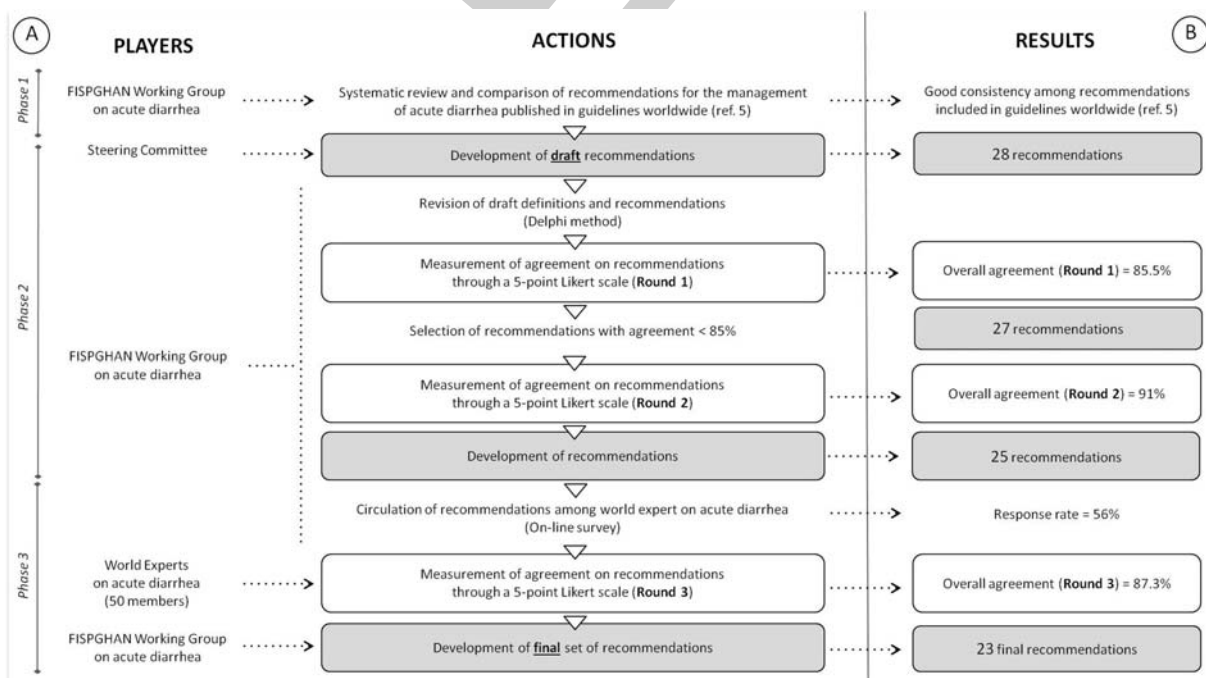 A
PLAYERS
ACTIONS
RESULTS
B
Phase 1
FISPGHAN Working Group
on acute diarrhea
Systematic review and comparison of recommendations for the management
of acute diarrhea published in guidelines worldwide (ref. 5)
Good consistency among recommendations
included in guidelines worldwide (ref. 5)
Phase 2
Steering Committee
Development of draft recommendations
28 recommendations
Revision of draft definitions and recommendations
(Delphi method)
Measurement of agreement on recommendations
through a 5-point Likert scale (Round 1)
Overall agreement (Round 1) = 85.5%
Selection of recommendations with agreement < 85%
27 recommendations
FISPGHAN Working Group
on acute diarrhea
Measurement of agreement on recommendations
through a 5-point Likert scale (Round 2)
Overall agreement (Round 2) = 91%
Development of recommendations
25 recommendations
Phase 3
Circulation of recommendations among world expert on acute diarrhea
(On-line survey)
Response rate = 56%
World Experts
on acute diarrhea
(50 members)
Measurement of agreement on recommendations
through a 5-point Likert scale (Round 3)
Overall agreement (Round 3) = 87.3%
FISPGHAN Working Group
on acute diarrhea
Development of final set of recommendations
23 final recommendations